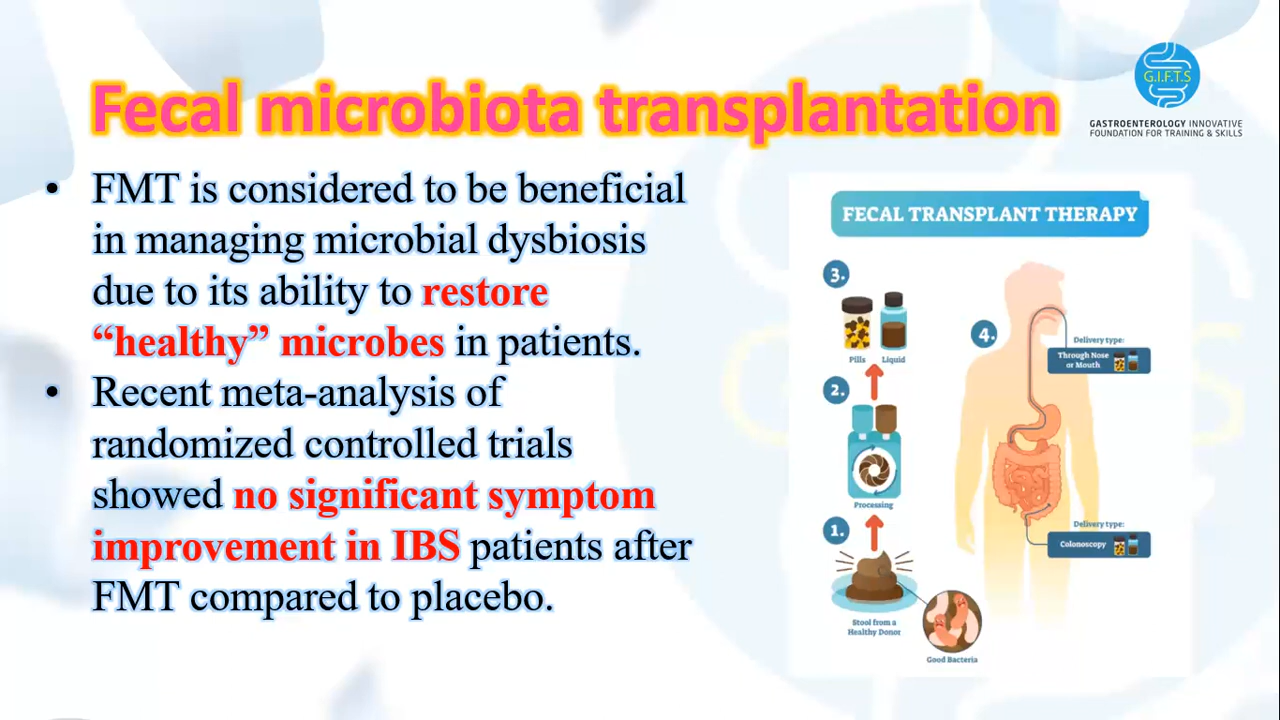 Fecal microbiota transplantation
G.I.F.T.S
GASTROENTEROLOGY INNOVATIVE
FOUNDATION FOR TRAINING & SKILLS
• FMT is considered to be beneficial
in managing microbial dysbiosis
due to its ability to restore
“healthy” microbes in patients.
• Recent meta-analysis of
randomized controlled trials
showed no significant symptom
improvement in IBS patients after
FMT compared to placebo.
FECAL TRANSPLANT THERAPY
3.
Pills
Liquid
4.
Delivery type:
Through Nose
or Mouth
2.
Processing
1.
Delivery type:
Colonoscopy
Stool from a
Healthy Donor
Good Bacteria